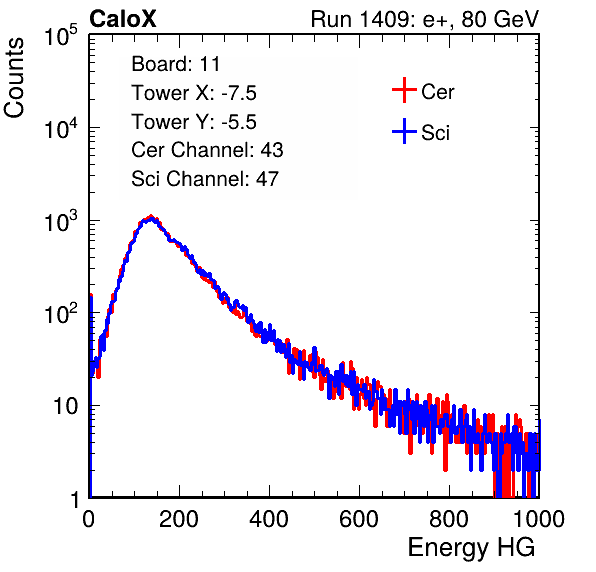 CaloX Run 1409: e+, 80 GeV
Counts
10^5
10^4
10^3
10^2
10
1
Board: 11
Tower X: -7.5
Tower Y: -5.5
Cer Channel: 43
Sci Channel: 47
Cer
Sci
0 200 400 600 800 1000
Energy HG